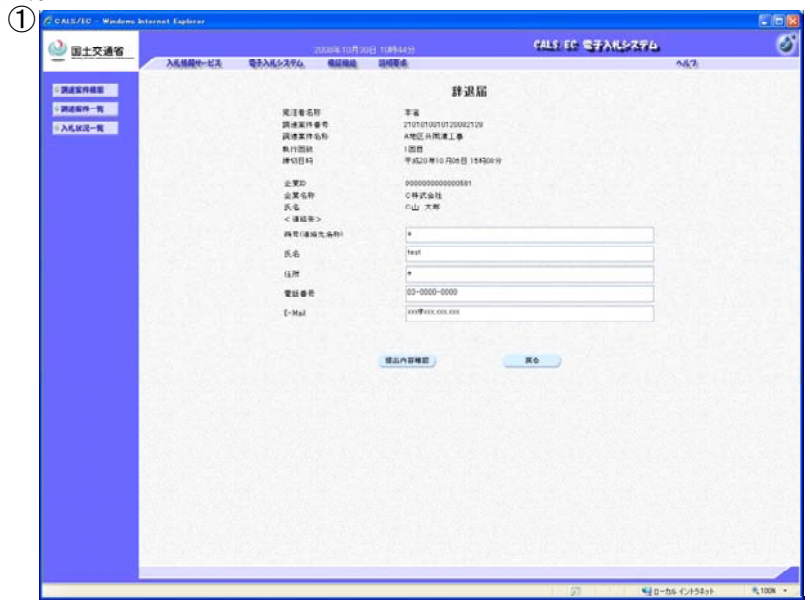 ①
CALS/EC - Windows Internet Explorer
国土交通省
2008年10月30日 10時44分
CALS/EC 電子入札システム
入札情報サービス 電子入札システム 検証機能 説明要求 ヘルプ
調達案件検索
調達案件一覧
入札状況一覧
辞退届
発注者名称 本省
調達案件番号 2101010010120082129
調達案件名称 A地区共同溝工事
執行回数 1回目
締切日時 平成20年10月06日 15時00分
企業ID 0000000000000581
企業名称 C株式会社
氏名 C山 太郎
<連絡先>
商号(連絡先名称) *
氏名 test
住所 *
電話番号 03-0000-0000
E-Mail xxx@xxx.xxx.xxx
提出内容確認 戻る
ローカル イントラネット 100%